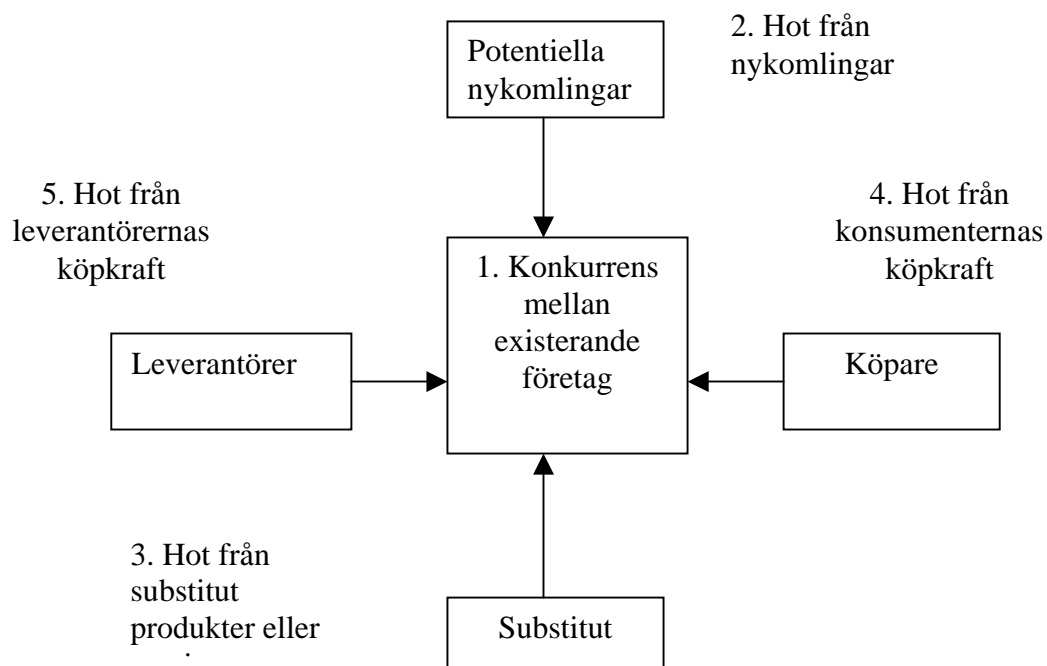 2. Hot från
nykomlingar
Potentiella
nykomlingar
5. Hot från
leverantörernas
köpkraft
4. Hot från
konsumenternas
köpkraft
1. Konkurrens
mellan
existerande
företag
Leverantörer
Köpare
3. Hot från
substitut
produkter eller
Substitut